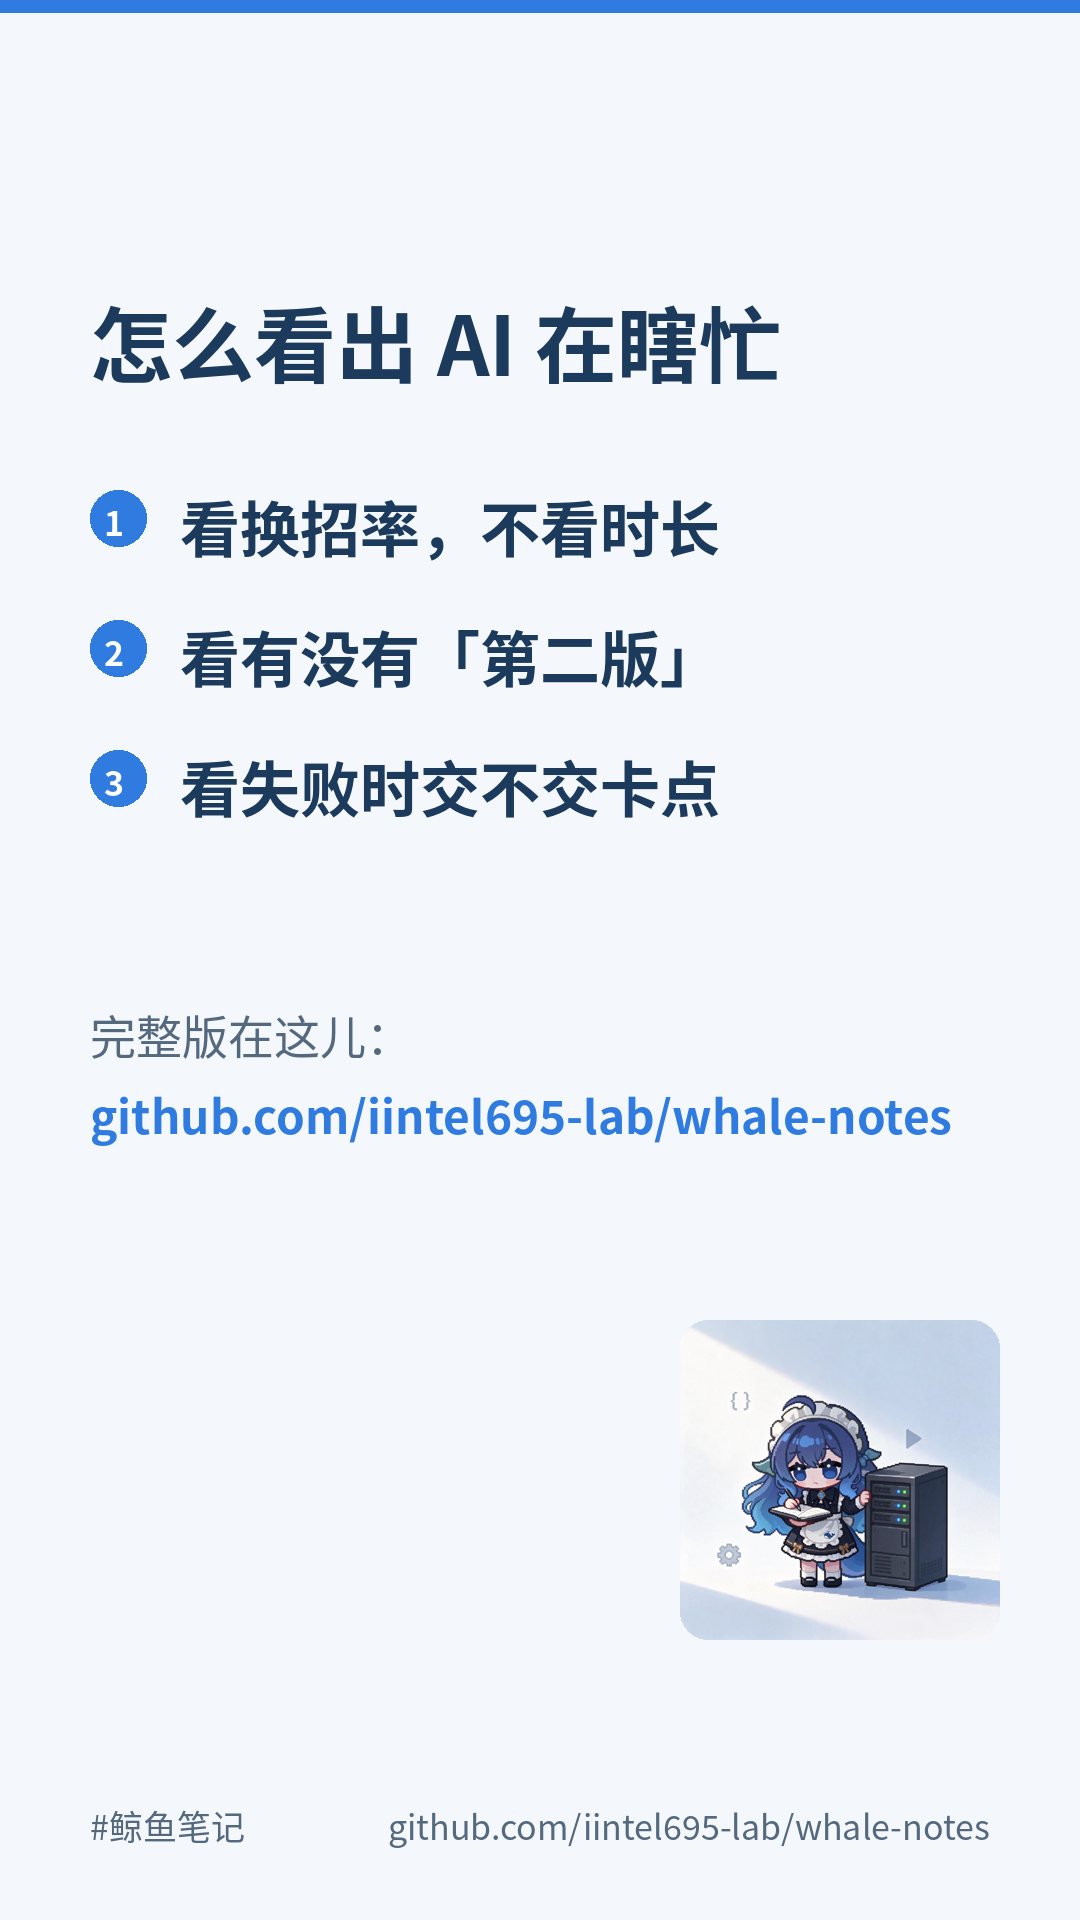 怎么看出 AI 在瞎忙
1 看换招率，不看时长
2 看有没有「第二版」
3 看失败时交不交卡点
完整版在这儿：
github.com/iintel695-lab/whale-notes
{ }
#鲸鱼笔记 github.com/iintel695-lab/whale-notes